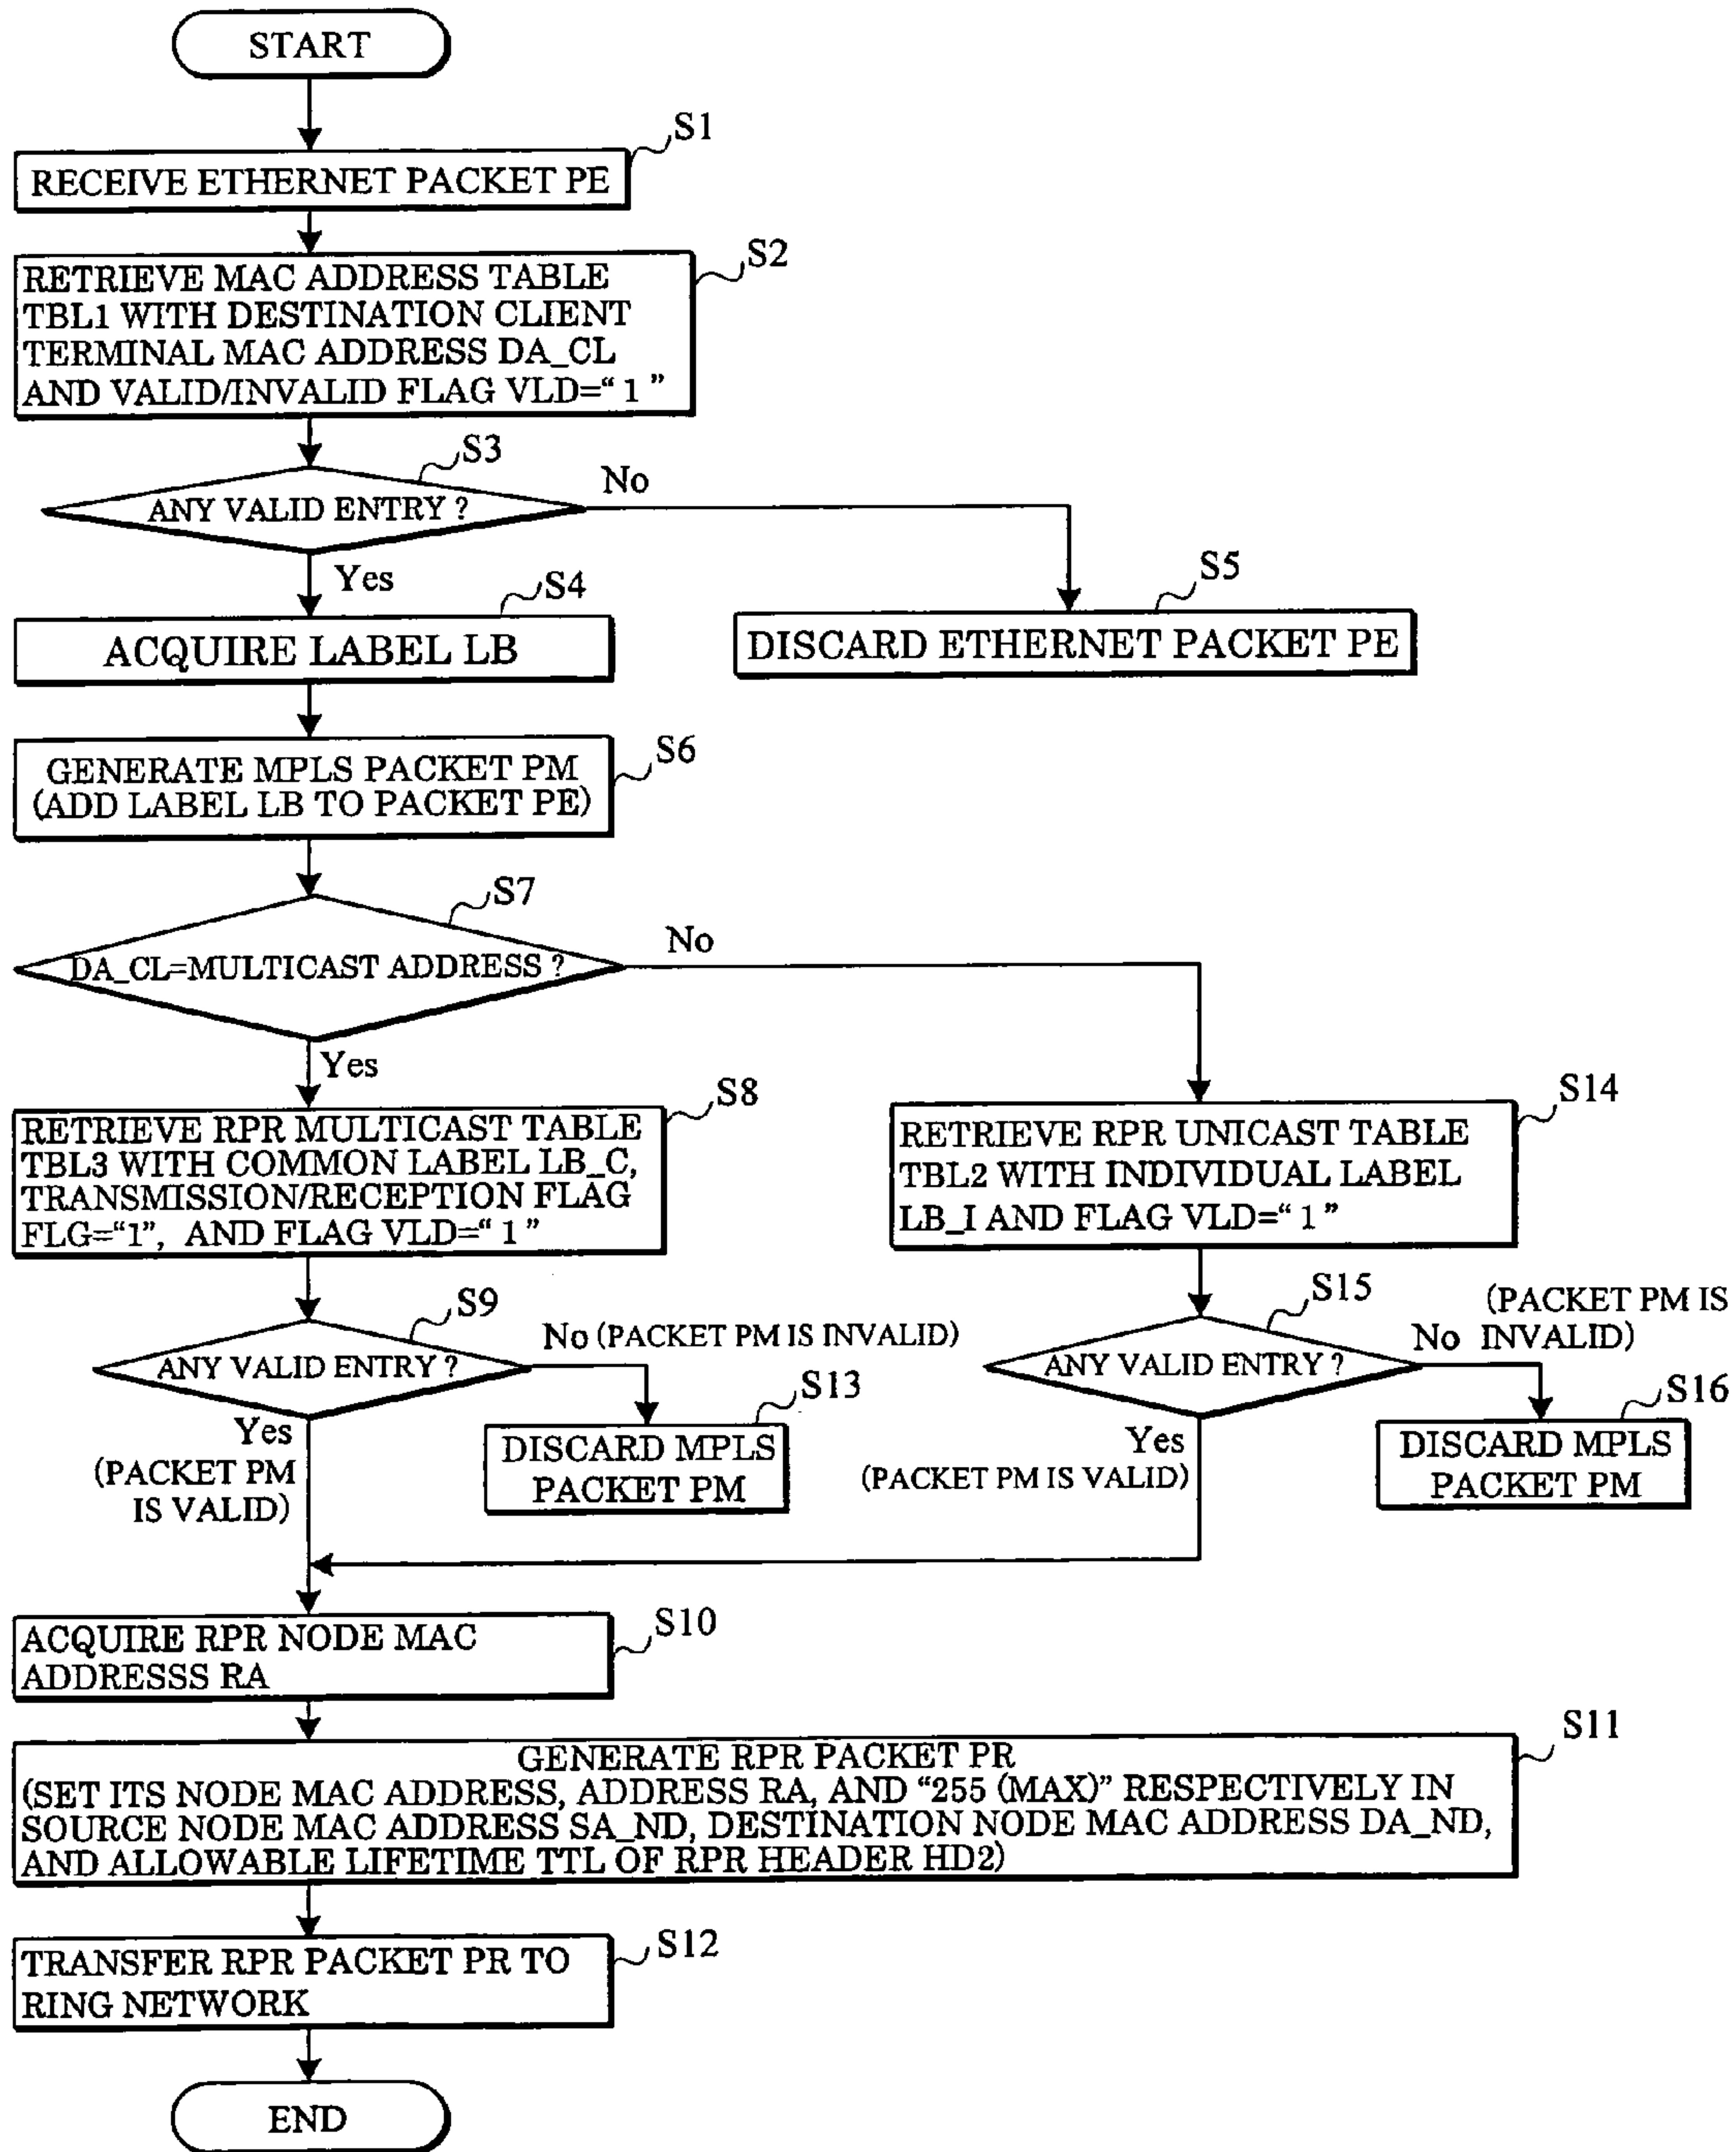 START
S1
RECEIVE ETHERNET PACKET PE
S2
RETRIEVE MAC ADDRESS TABLE
TBL1 WITH DESTINATION CLIENT
TERMINAL MAC ADDRESS DA_CL
AND VALID/INVALID FLAG VLD=“ 1 ”
S3
ANY VALID ENTRY ?
No
Yes
S4
ACQUIRE LABEL LB
S5
DISCARD ETHERNET PACKET PE
S6
GENERATE MPLS PACKET PM
(ADD LABEL LB TO PACKET PE)
S7
DA_CL=MULTICAST ADDRESS ?
No
Yes
S8
RETRIEVE RPR MULTICAST TABLE
TBL3 WITH COMMON LABEL LB_C,
TRANSMISSION/RECEPTION FLAG
FLG=“1”, AND FLAG VLD=“ 1 ”
S14
RETRIEVE RPR UNICAST TABLE
TBL2 WITH INDIVIDUAL LABEL
LB_I AND FLAG VLD=“ 1 ”
S9
ANY VALID ENTRY ?
No (PACKET PM IS INVALID)
Yes
(PACKET PM
IS VALID)
S13
DISCARD MPLS
PACKET PM
S15
ANY VALID ENTRY ?
(PACKET PM IS
No INVALID)
Yes
(PACKET PM IS VALID)
S16
DISCARD MPLS
PACKET PM
S10
ACQUIRE RPR NODE MAC
ADDRESSS RA
S11
GENERATE RPR PACKET PR
(SET ITS NODE MAC ADDRESS, ADDRESS RA, AND “255 (MAX)” RESPECTIVELY IN
SOURCE NODE MAC ADDRESS SA_ND, DESTINATION NODE MAC ADDRESS DA_ND,
AND ALLOWABLE LIFETIME TTL OF RPR HEADER HD2)
S12
TRANSFER RPR PACKET PR TO
RING NETWORK
END